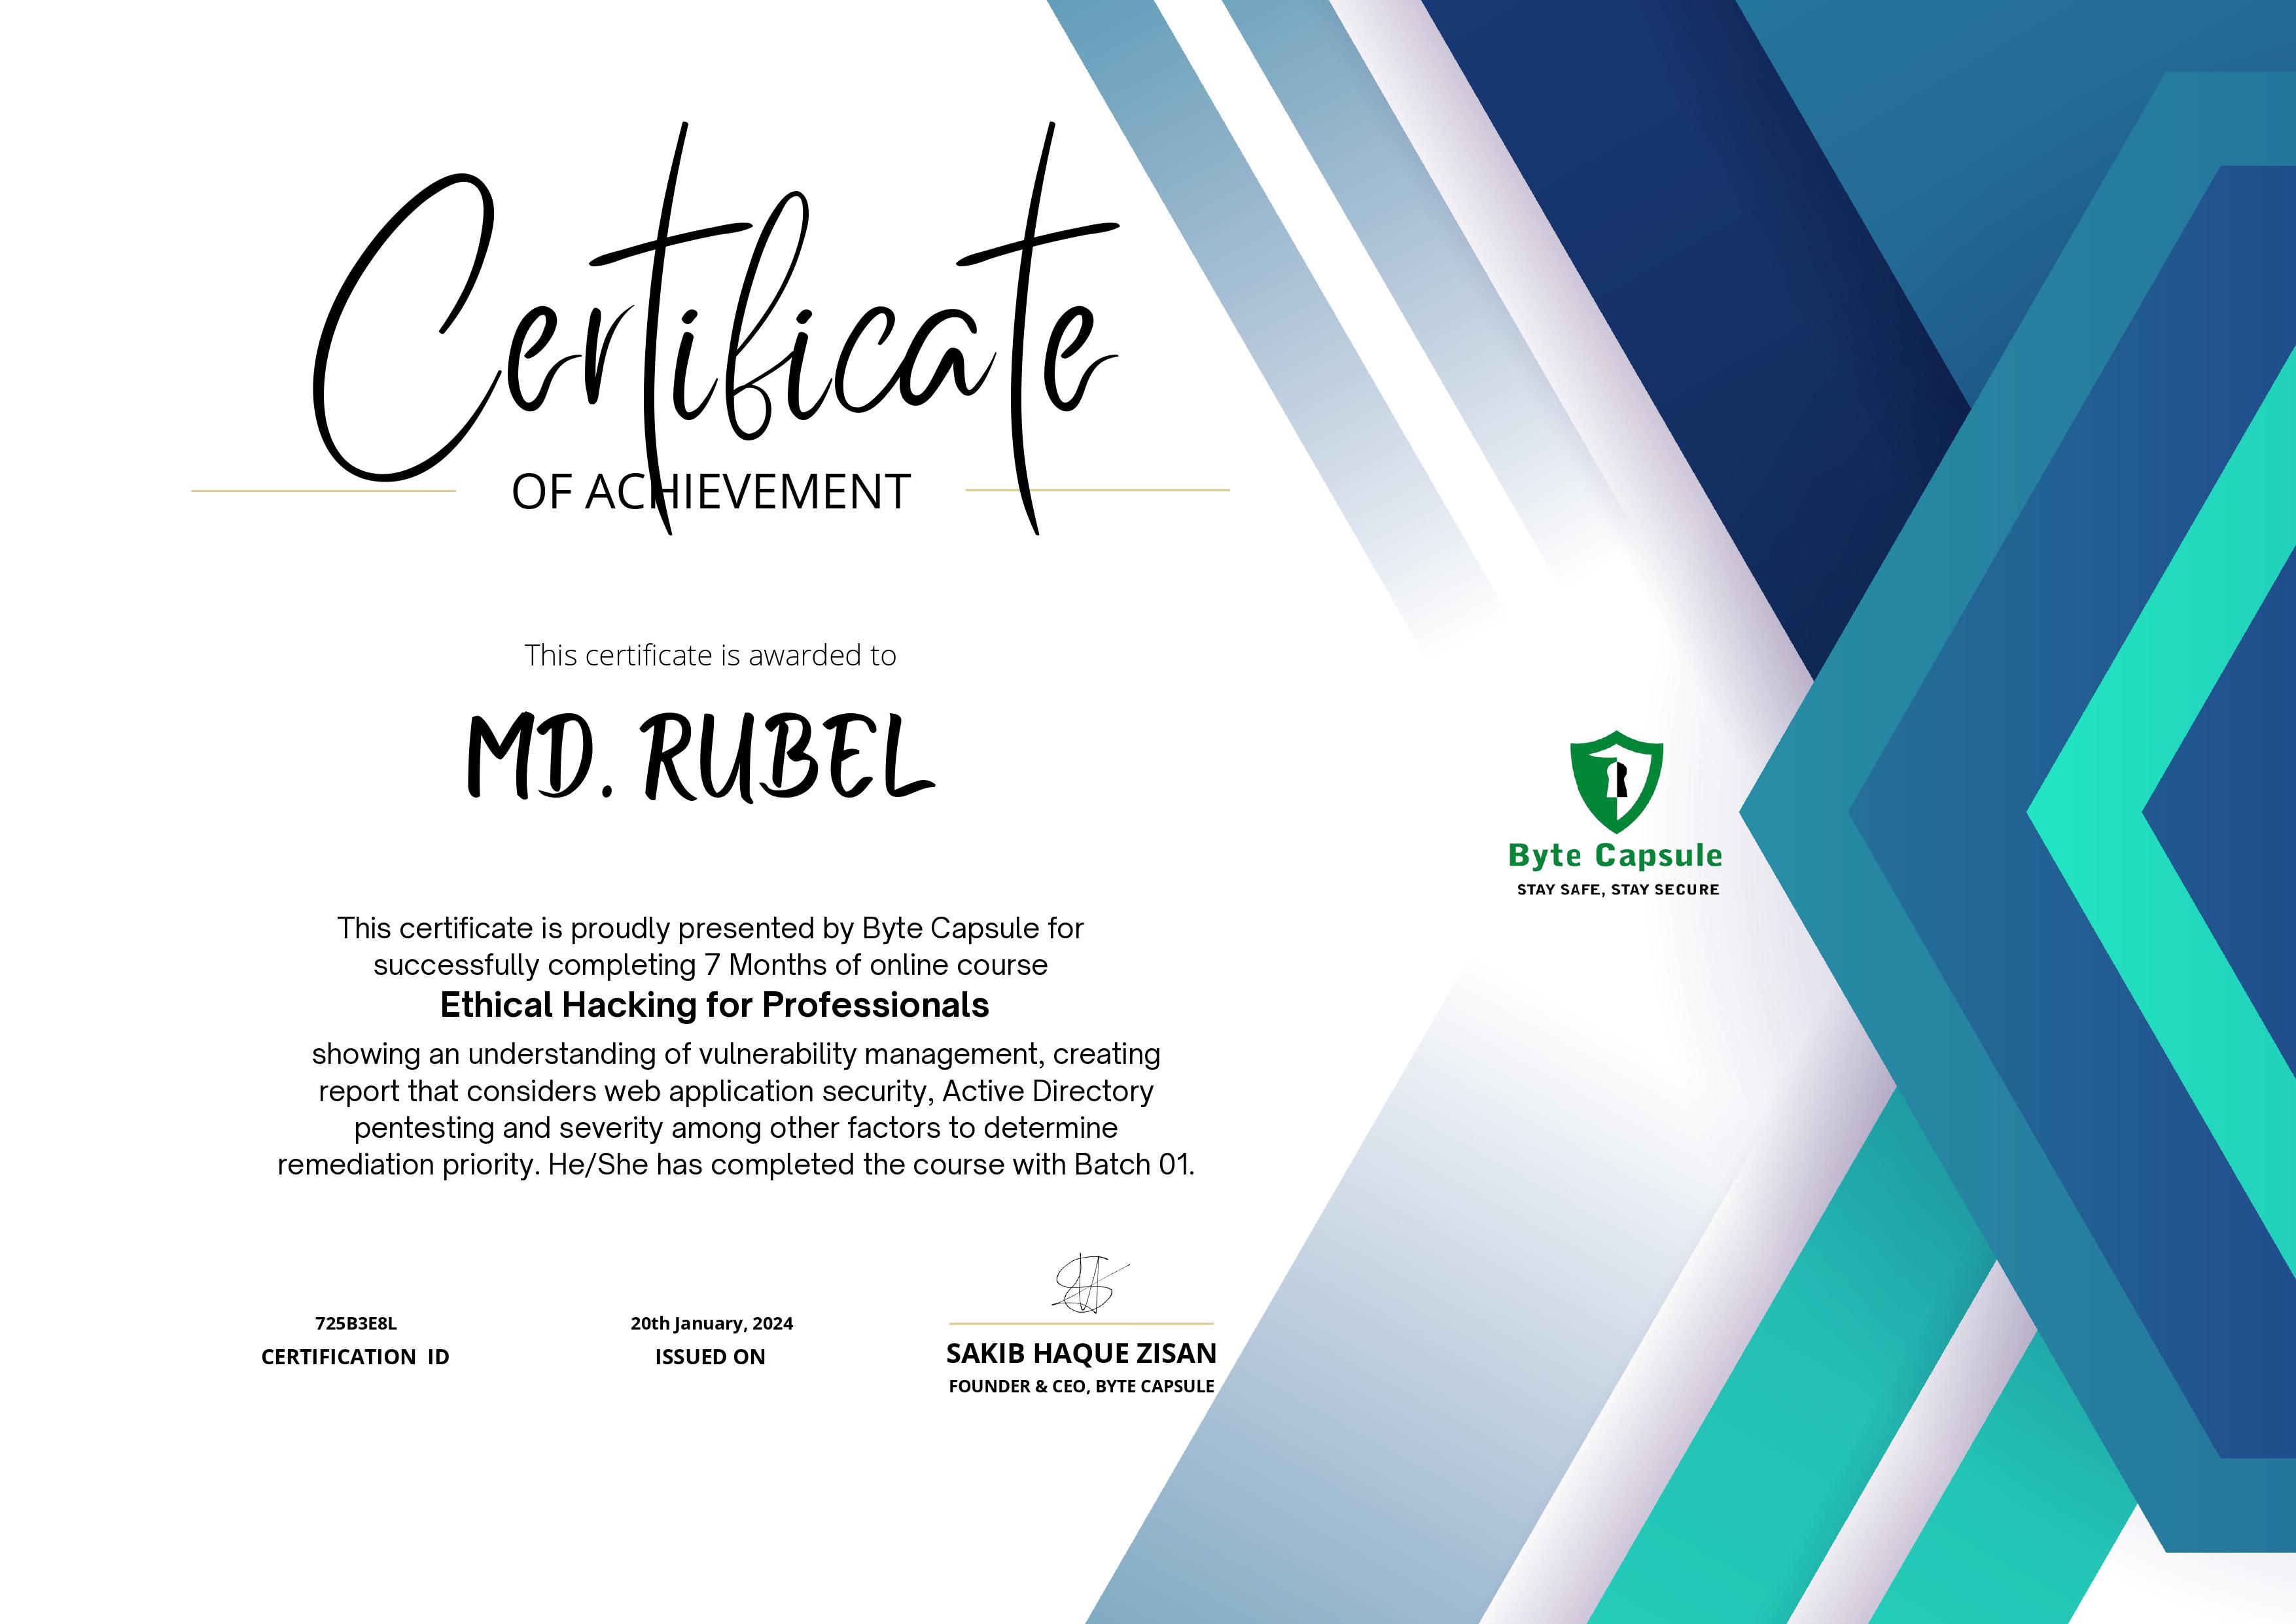 Certificate
OF ACHIEVEMENT
This certificate is awarded to
MD. RUBEL
Byte Capsule
STAY SAFE, STAY SECURE
This certificate is proudly presented by Byte Capsule for
successfully completing 7 Months of online course
Ethical Hacking for Professionals
showing an understanding of vulnerability management, creating
report that considers web application security, Active Directory
pentesting and severity among other factors to determine
remediation priority. He/She has completed the course with Batch 01.
725B3E8L
CERTIFICATION ID
20th January, 2024
ISSUED ON
SAKIB HAQUE ZISAN
FOUNDER & CEO, BYTE CAPSULE